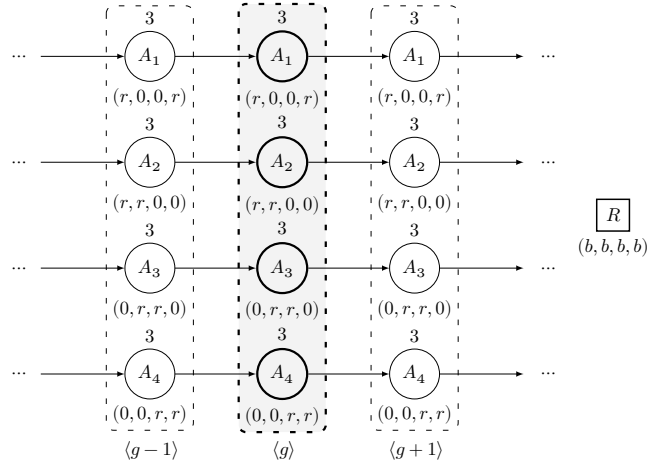 3 3 3
... A₁ A₁ A₁ ...
(r, 0, 0, r) (r, 0, 0, r) (r, 0, 0, r)
3 3 3
... A₂ A₂ A₂ ...
(r, r, 0, 0) (r, r, 0, 0) (r, r, 0, 0)
R
(b, b, b, b)
3 3 3
... A₃ A₃ A₃ ...
(0, r, r, 0) (0, r, r, 0) (0, r, r, 0)
3 3 3
... A₄ A₄ A₄ ...
(0, 0, r, r) (0, 0, r, r) (0, 0, r, r)
⟨g − 1⟩ ⟨g⟩ ⟨g + 1⟩